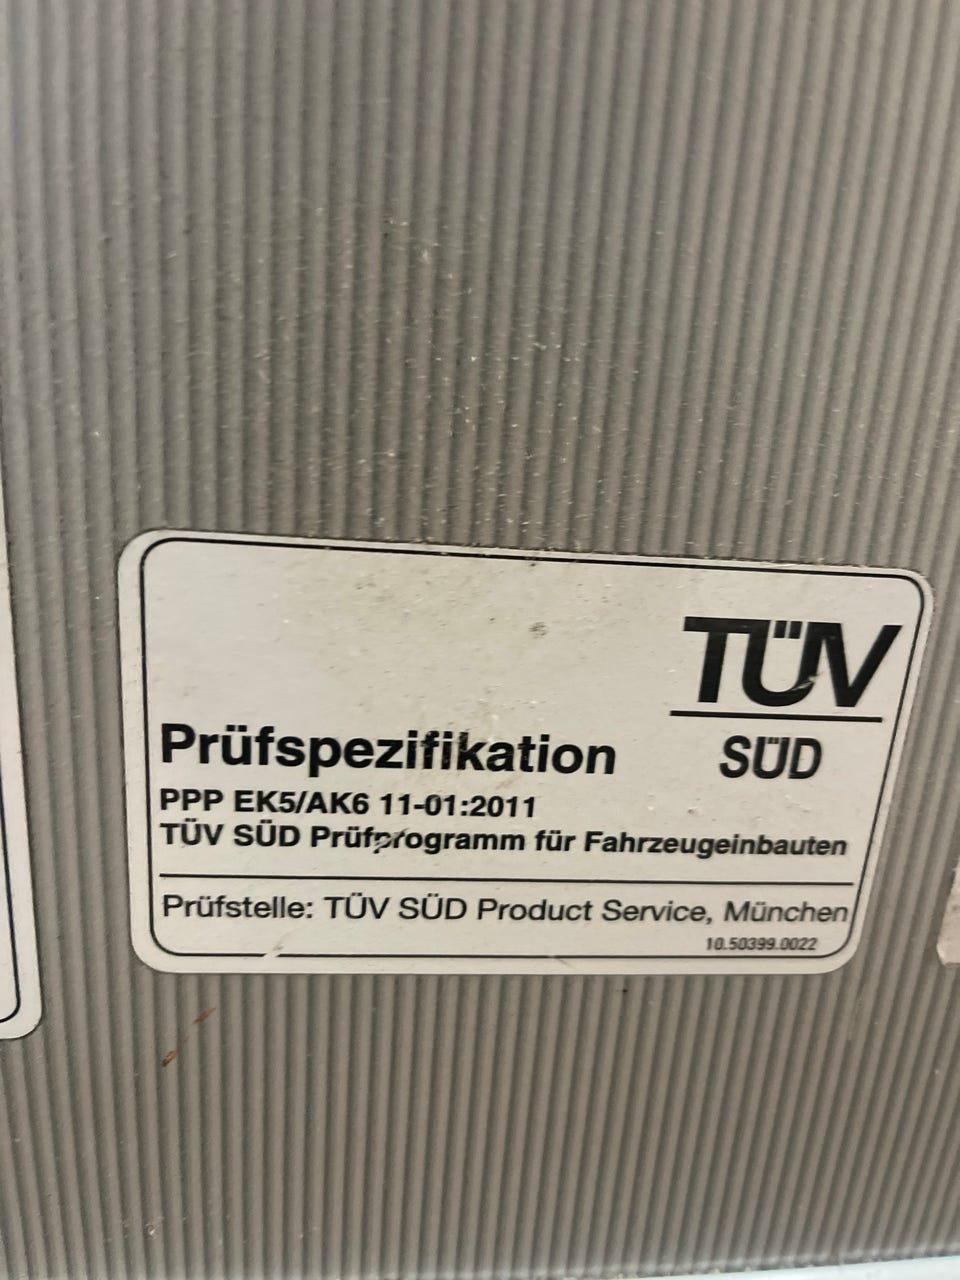 TÜV
SÜD
Prüfspezifikation
PPP EK5/AK6 11-01:2011
TÜV SÜD Prüfprogramm für Fahrzeugeinbauten
Prüfstelle: TÜV SÜD Product Service, München
10.50399.0022